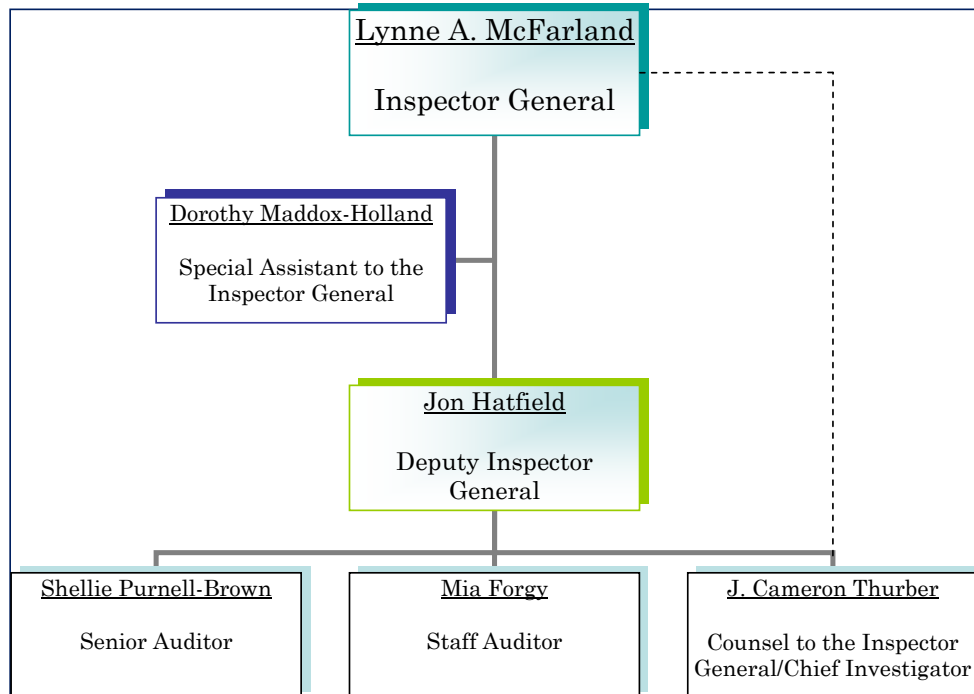 Lynne A. McFarland
Inspector General
Dorothy Maddox-Holland
Special Assistant to the
Inspector General
Jon Hatfield
Deputy Inspector
General
Shellie Purnell-Brown
Senior Auditor
Mia Forgy
Staff Auditor
J. Cameron Thurber
Counsel to the Inspector
General/Chief Investigator